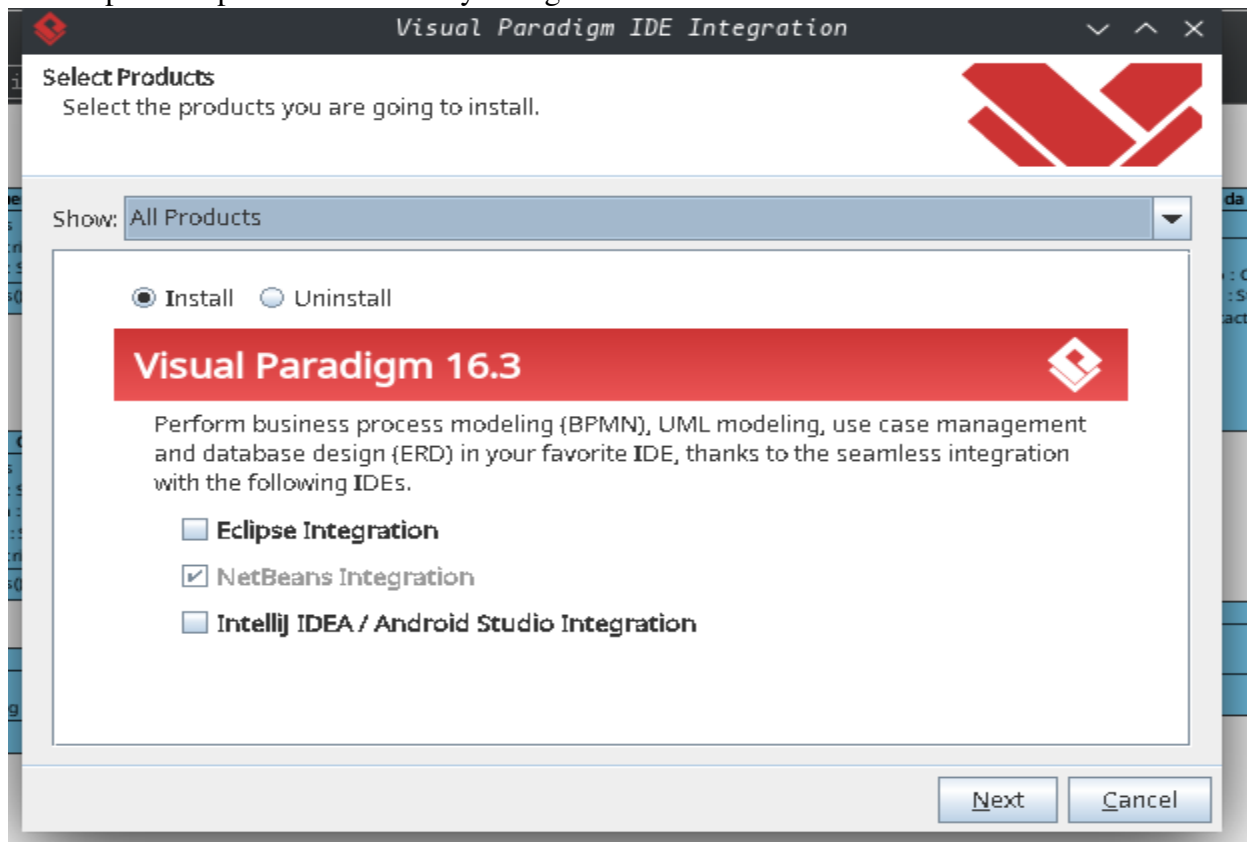 Visual Paradigm IDE Integration
Select Products
Select the products you are going to install.
Show: All Products
Install Uninstall
Visual Paradigm 16.3
Perform business process modeling (BPMN), UML modeling, use case management
and database design (ERD) in your favorite IDE, thanks to the seamless integration
with the following IDEs.
Eclipse Integration
NetBeans Integration
IntelliJ IDEA / Android Studio Integration
Next Cancel